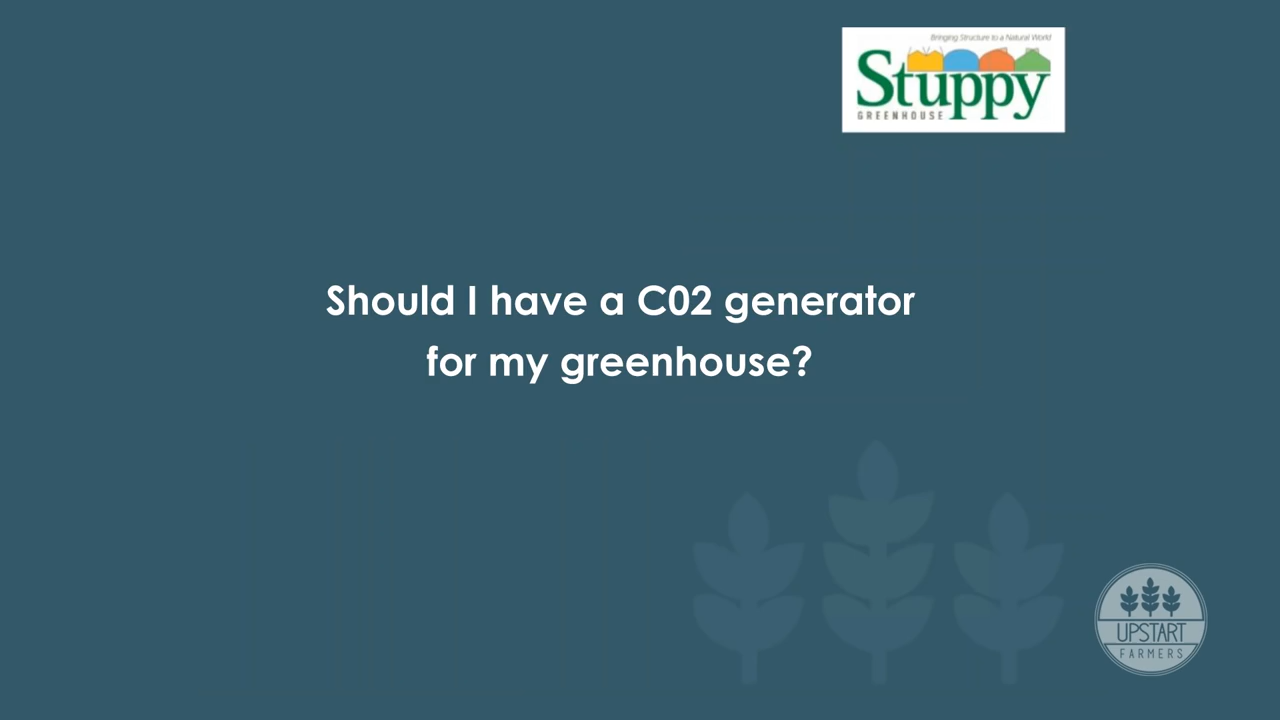 Bringing Structure to a Natural World
Stuppy
GREENHOUSE
Should I have a C02 generator
for my greenhouse?
UPSTART
FARMERS